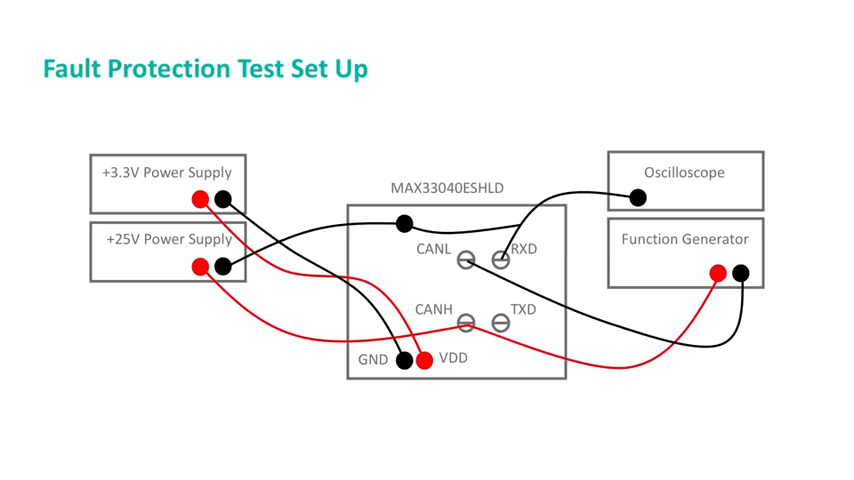 Fault Protection Test Set Up
+3.3V Power Supply
+25V Power Supply
MAX33040ESHLD
CANL
RXD
CANH
TXD
GND
VDD
Oscilloscope
Function Generator